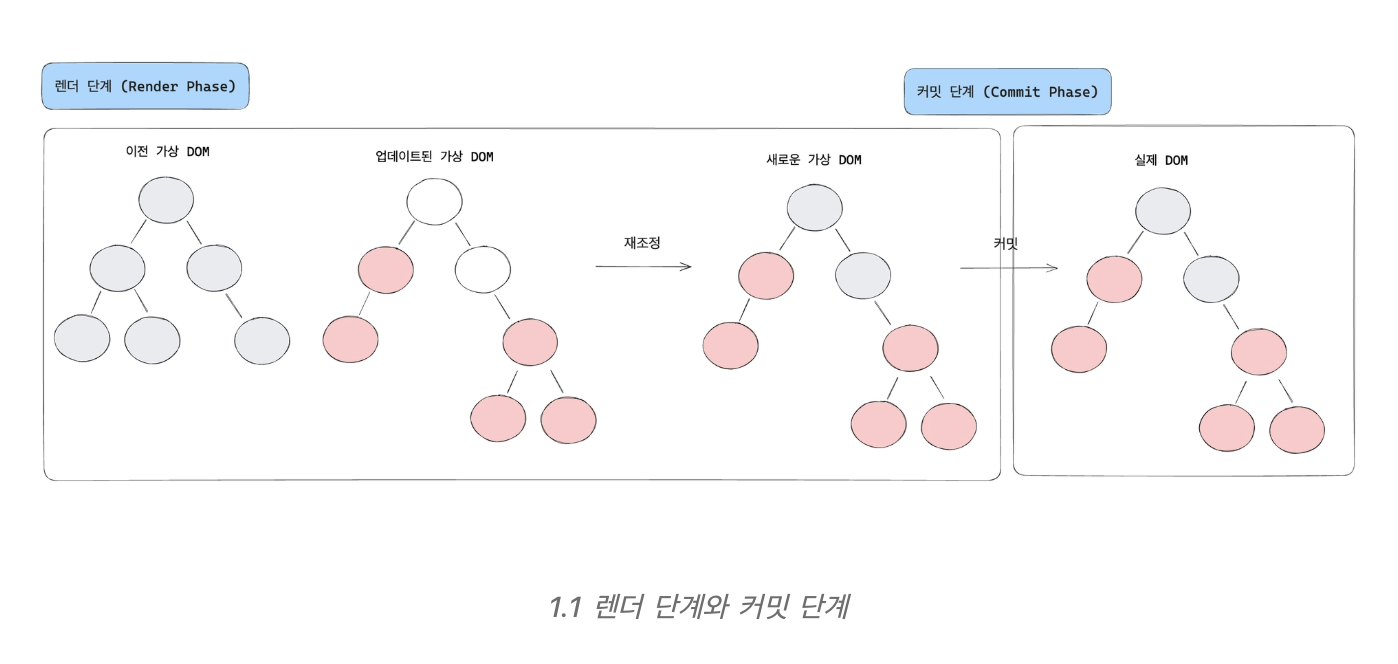 렌더 단계 (Render Phase)
커밋 단계 (Commit Phase)
이전 가상 DOM
업데이트된 가상 DOM
새로운 가상 DOM
실제 DOM
재조정
커밋
1.1 렌더 단계와 커밋 단계